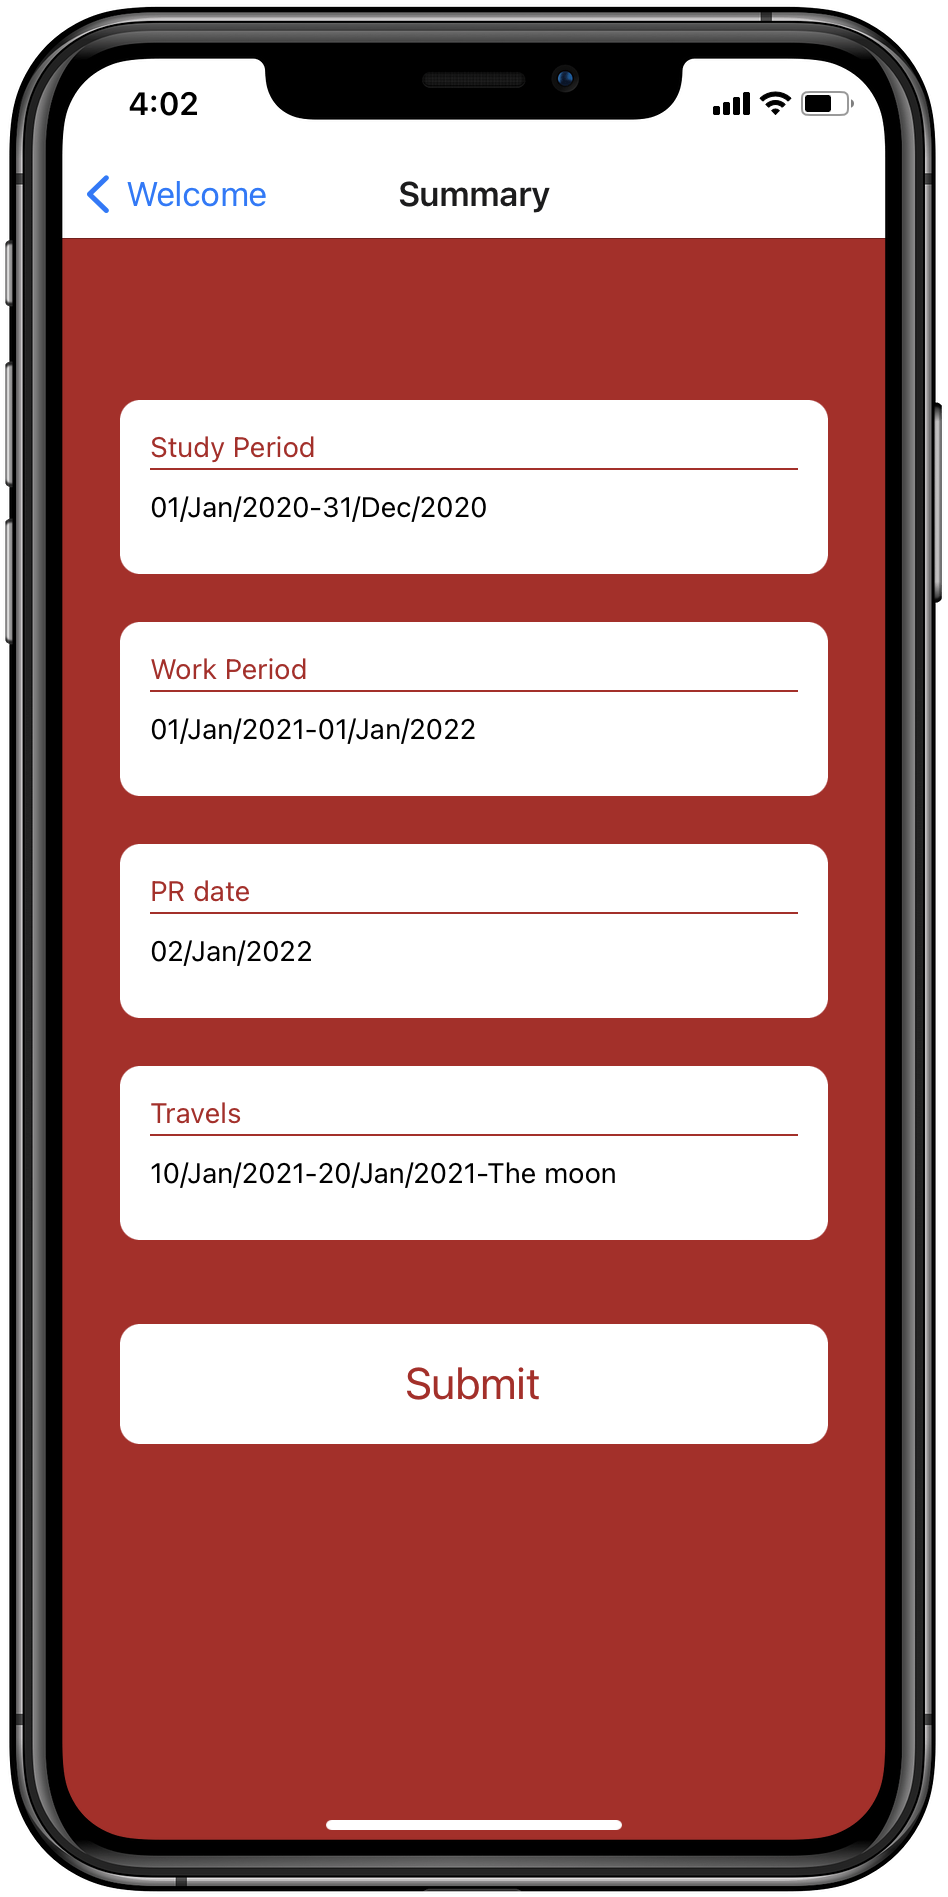 4:02
Welcome Summary
Study Period
01/Jan/2020-31/Dec/2020
Work Period
01/Jan/2021-01/Jan/2022
PR date
02/Jan/2022
Travels
10/Jan/2021-20/Jan/2021-The moon
Submit